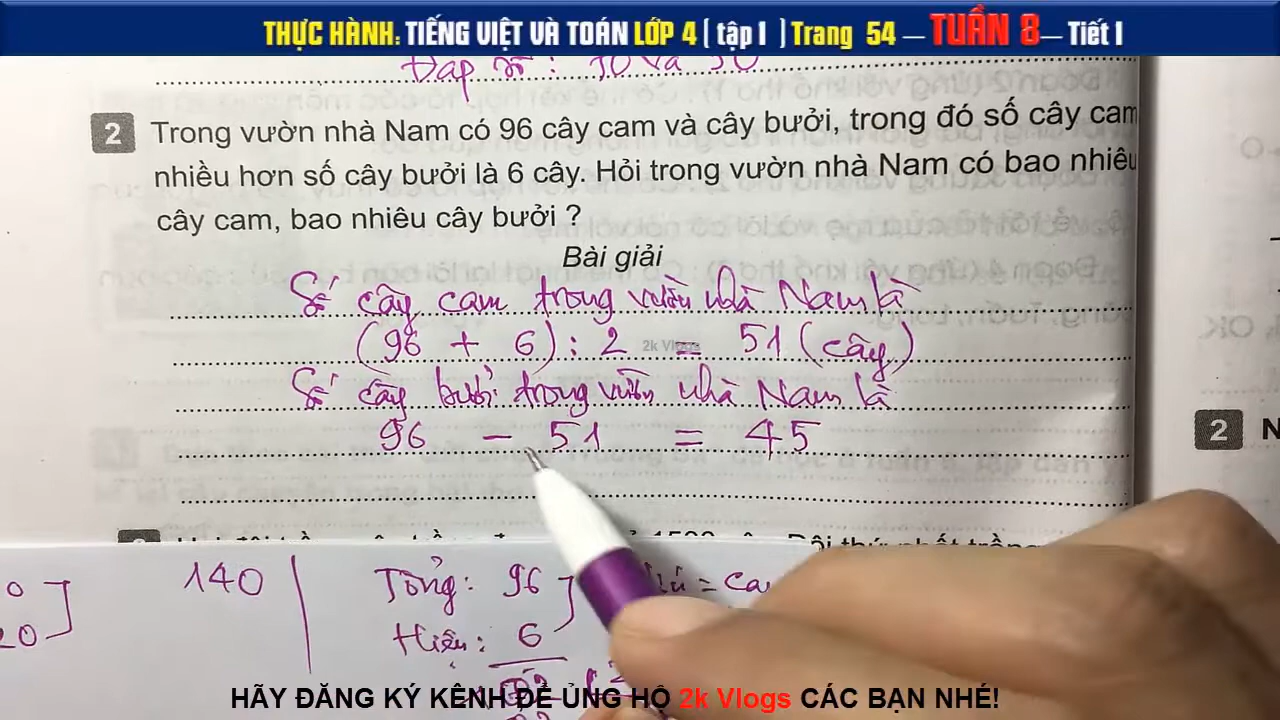 THỰC HÀNH: TIẾNG VIỆT VÀ TOÁN LỚP 4 ( tập I ) Trang 54 – TUẦN 8 – Tiết I
Đáp số :
2 Trong vườn nhà Nam có 96 cây cam và cây bưởi, trong đó số cây cam
nhiều hơn số cây bưởi là 6 cây. Hỏi trong vườn nhà Nam có bao nhiêu
cây cam, bao nhiêu cây bưởi ?
Bài giải
Số cây cam trong vườn nhà Nam là
(96 + 6) : 2 = 51 (cây)
2k Vlogs
Số cây bưởi trong vườn nhà Nam là
96 - 51 = 45
2 N
140 Tổng: 96
20 Hiệu: 6
HÃY ĐĂNG KÝ KÊNH ĐỂ ỦNG HỘ 2k Vlogs CÁC BẠN NHÉ!